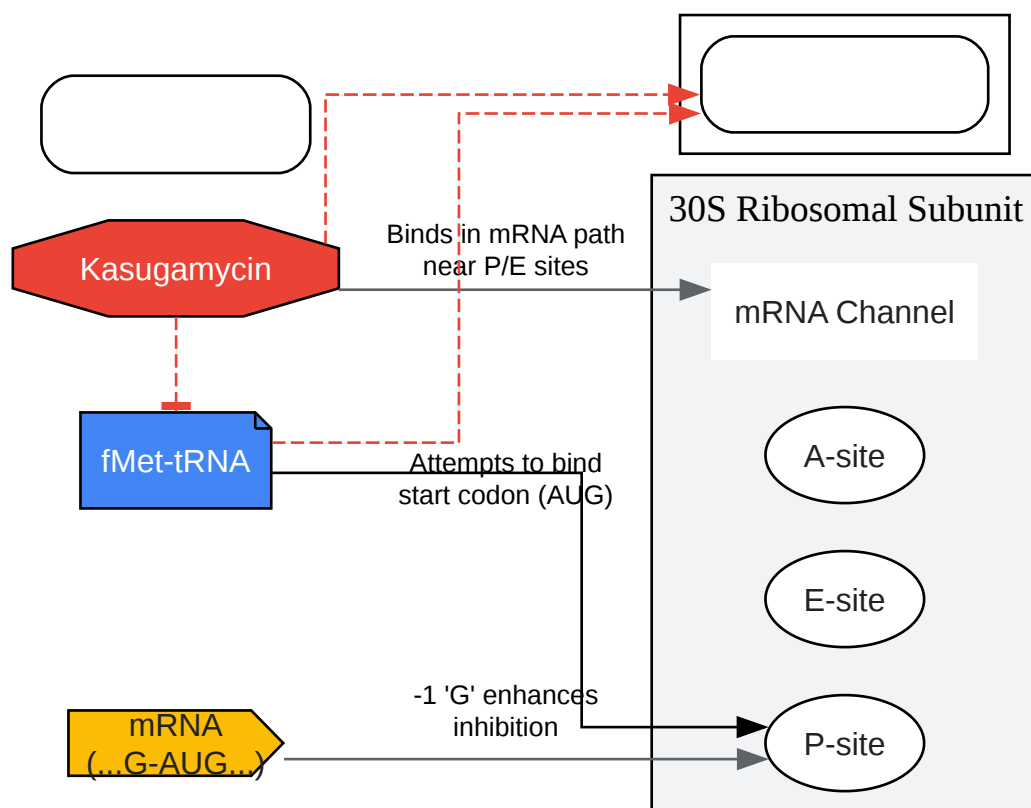 30S Ribosomal Subunit
Binds in mRNA path
near P/E sites
Kasugamycin
mRNA Channel
fMet-tRNA
Attempts to bind
start codon (AUG)
A-site
E-site
-1 'G' enhances
inhibition
mRNA
(...G-AUG...)
P-site